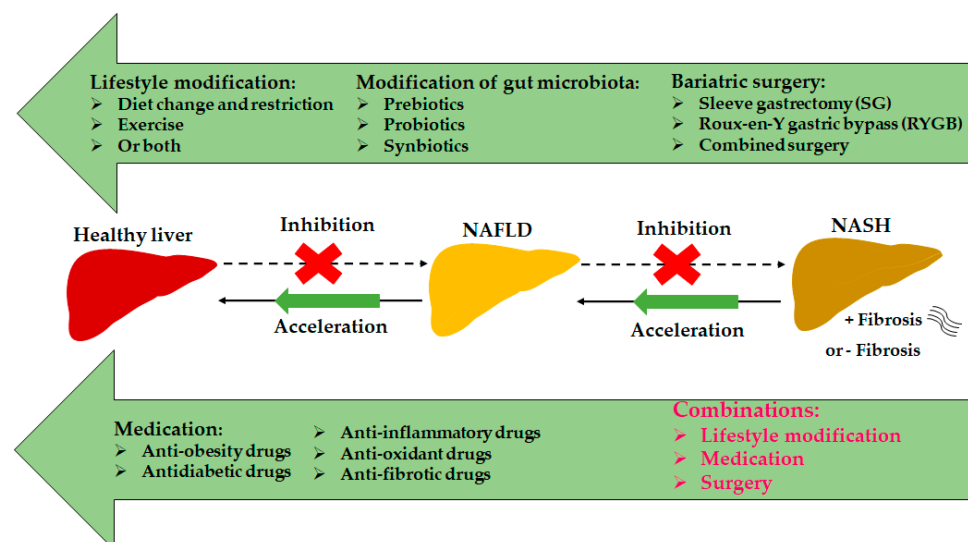 Lifestyle modification:
➢ Diet change and restriction
➢ Exercise
➢ Or both
Modification of gut microbiota:
➢ Prebiotics
➢ Probiotics
➢ Synbiotics
Bariatric surgery:
➢ Sleeve gastrectomy (SG)
➢ Roux-en-Y gastric bypass (RYGB)
➢ Combined surgery
Healthy liver
Inhibition
NAFLD
Inhibition
NASH
Acceleration
Acceleration
+ Fibrosis
or - Fibrosis
Medication:
➢ Anti-obesity drugs
➢ Antidiabetic drugs
➢ Anti-inflammatory drugs
➢ Anti-oxidant drugs
➢ Anti-fibrotic drugs
Combinations:
➢ Lifestyle modification
➢ Medication
➢ Surgery